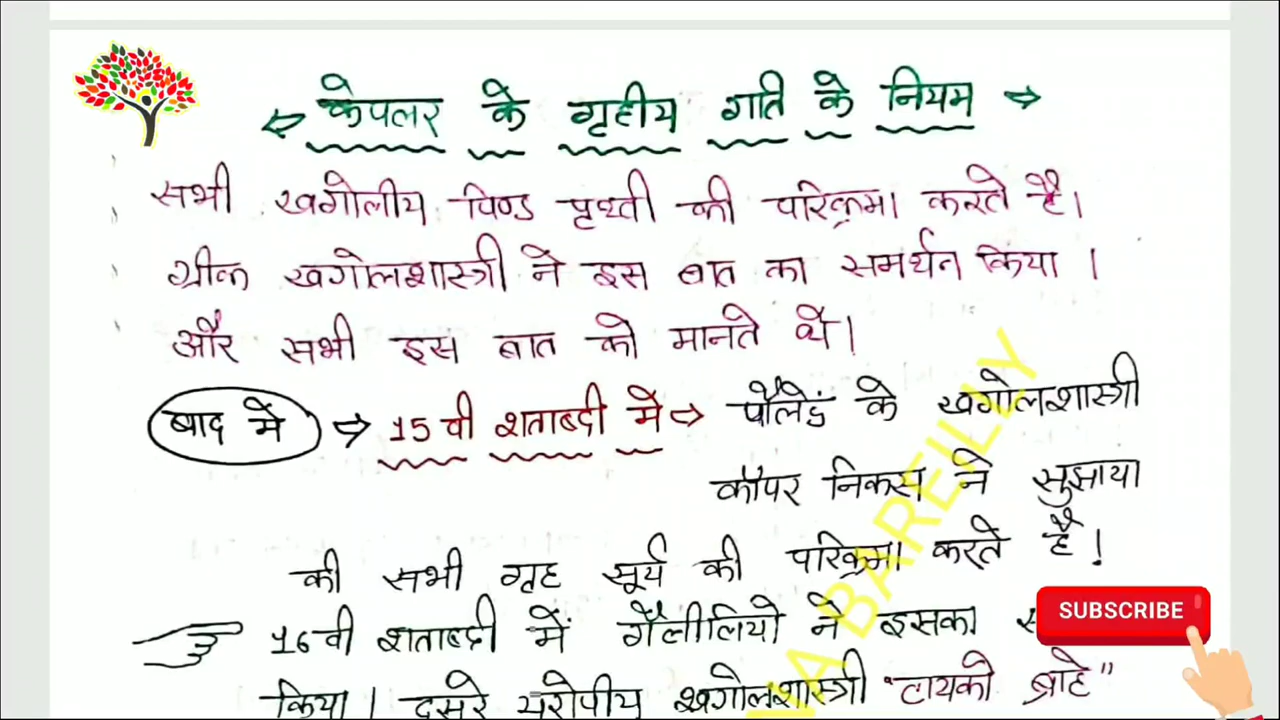 केपलर के गृहीय गति के नियम
सभी खगोलीय पिण्ड पृथ्वी की परिक्रमा करते है।
ग्रीक खगोलशास्त्री ने इस बात का समर्थन किया ।
और सभी इस बात को मानते थे।
बाद में ⇒ 15 वी शताब्दी में ⇒ पौलेंड के खगोलशास्त्री
कॉपर निकस ने सुझाया
की सभी गृह सूर्य की परिक्रमा करते है !
16 वी शताब्दी में गैलीलियो ने इसका
SUBSCRIBE
किया । दूसरे यूरोपीय खगोलशास्त्री "टायको ब्राहे"
BAREILLY